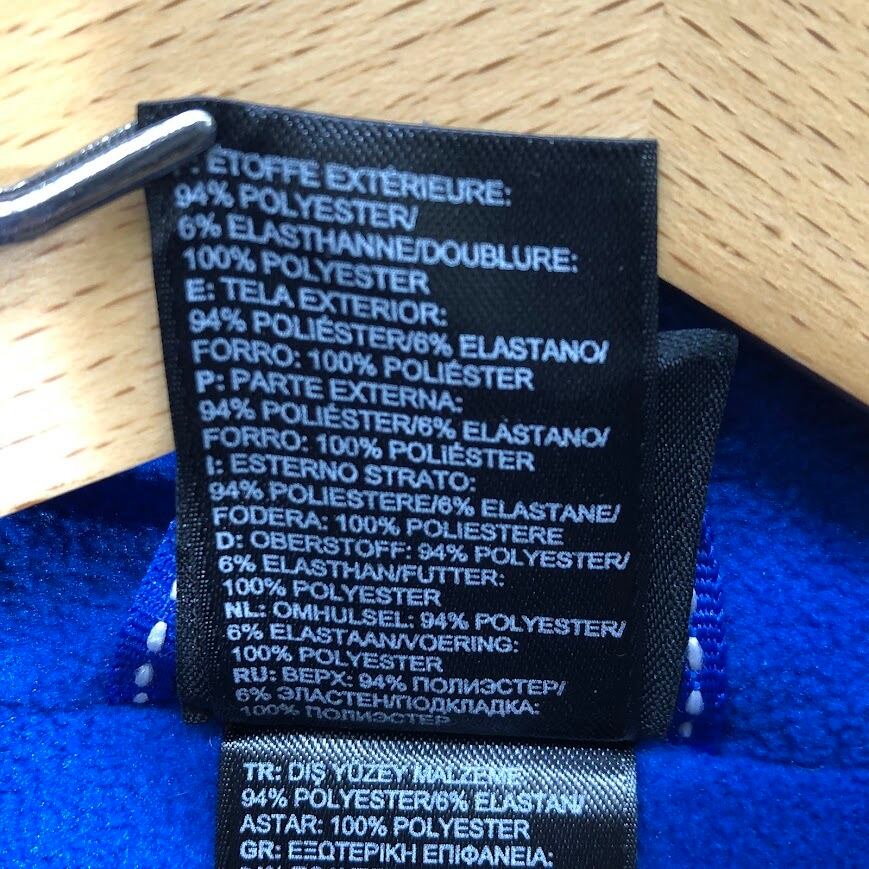 ÉTOFFE EXTÉRIEURE:
94% POLYESTER/
6% ELASTHANNE/DOUBLURE:
100% POLYESTER
E: TELA EXTERIOR:
94% POLIÉSTER/6% ELASTANO/
FORRO: 100% POLIÉSTER
P: PARTE EXTERNA:
94% POLIÉSTER/6% ELÁSTANO/
FORRO: 100% POLIÉSTER
I: ESTERNO STRATO:
94% POLIESTERE/6% ELASTANE/
FODERA: 100% POLIESTERE
D: OBERSTOFF: 94% POLYESTER/
6% ELASTHAN/FUTTER:
100% POLYESTER
NL: OMHULSEL: 94% POLYESTER/
6% ELASTAAN/VOERING:
100% POLYESTER
RU: ВЕРХ: 94% ПОЛИЭСТЕР/
6% ЭЛАСТЕН/ПОДКЛАДКА:
100% ПОЛИЭСТЕР
TR: DIŞ YÜZEY MALZEME:
94% POLYESTER/6% ELASTAN/
ASTAR: 100% POLYESTER
GR: ΕΞΩΤΕΡΙΚΗ ΕΠΙΦΑΝΕΙΑ: